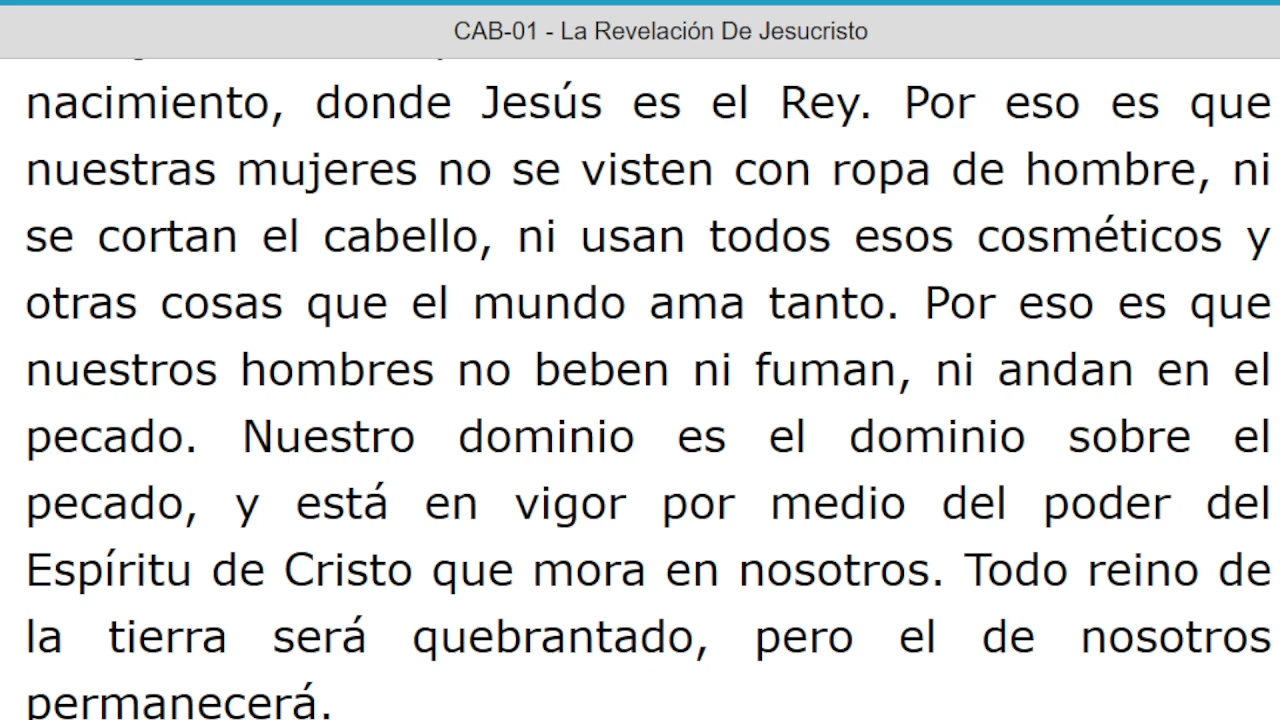 CAB-01 - La Revelación De Jesucristo
nacimiento, donde Jesús es el Rey. Por eso es que
nuestras mujeres no se visten con ropa de hombre, ni
se cortan el cabello, ni usan todos esos cosméticos y
otras cosas que el mundo ama tanto. Por eso es que
nuestros hombres no beben ni fuman, ni andan en el
pecado. Nuestro dominio es el dominio sobre el
pecado, y está en vigor por medio del poder del
Espíritu de Cristo que mora en nosotros. Todo reino de
la tierra será quebrantado, pero el de nosotros
permanecerá.